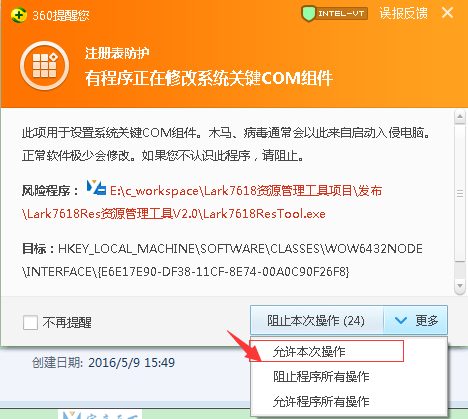 360提醒您
INTEL-VT
误报反馈
注册表防护
有程序正在修改系统关键COM组件
此项用于设置系统关键COM组件。木马、病毒通常会以此来自启动入侵电脑。
正常软件极少会修改。如果您不认识此程序，请阻止。
风险程序： E:\c_workspace\Lark7618资源管理工具项目\发布
\Lark7618Res资源管理工具V2.0\Lark7618ResTool.exe
目标：HKEY_LOCAL_MACHINE\SOFTWARE\CLASSES\WOW6432NODE
\INTERFACE\{E6E17E90-DF38-11CF-8E74-00A0C90F26F8}
不再提醒
阻止本次操作 (24)
更多
允许本次操作
阻止程序所有操作
允许程序所有操作
创建日期: 2016/5/9 15:49